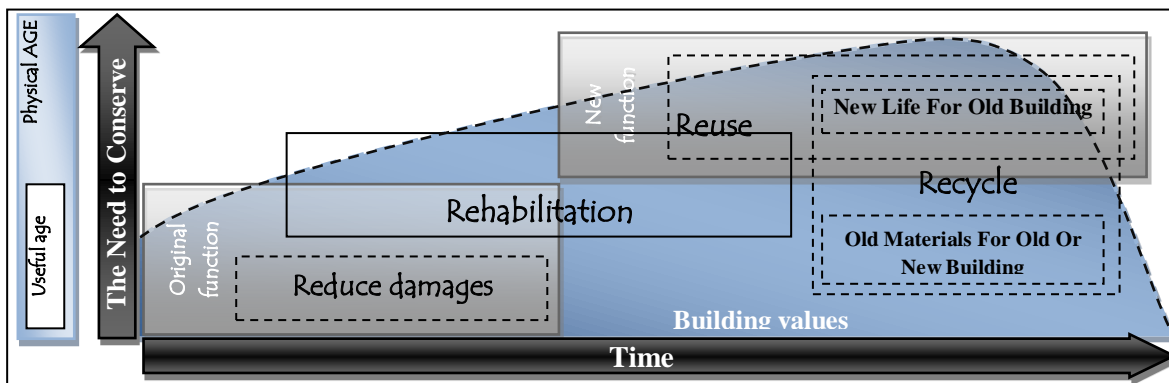 Physical AGE
Useful age
The Need to Conserve
New
function
Reuse
New Life For Old Building
Recycle
Rehabilitation
Original
function
Reduce damages
Old Materials For Old Or
New Building
Building values
Time